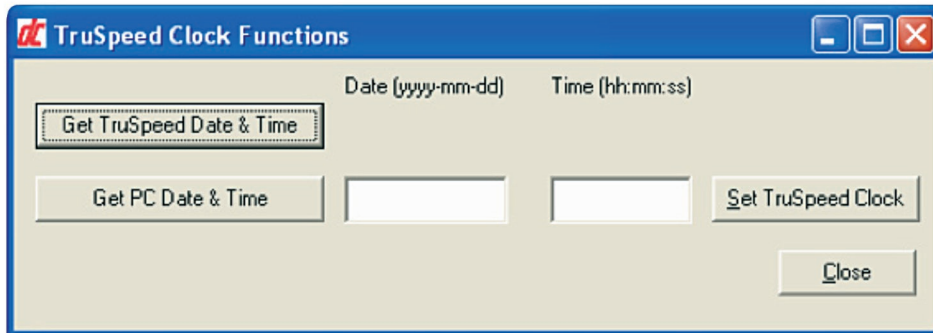 TruSpeed Clock Functions
Date (yyyy-mm-dd) Time (hh:mm:ss)
Get TruSpeed Date & Time
Get PC Date & Time Set TruSpeed Clock
Close